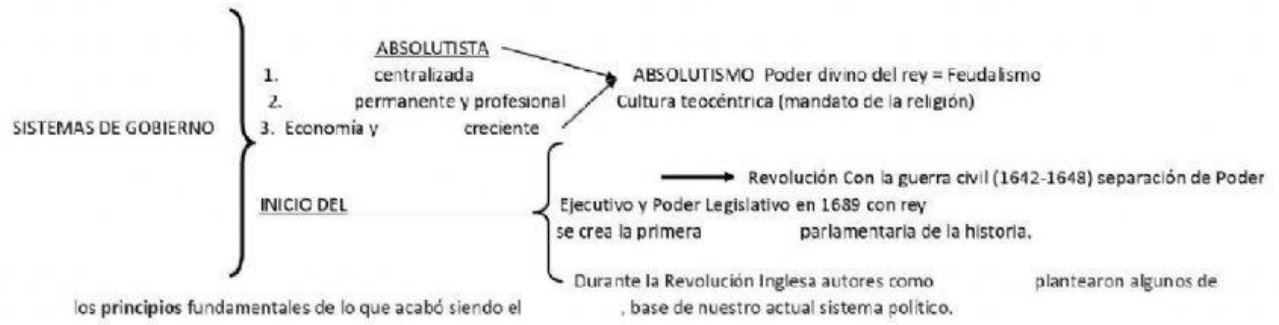 ABSOLUTISTA
1. centralizada
ABSOLUTISMO Poder divino del rey = Feudalismo
2. permanente y profesional
Cultura teocéntrica (mandato de la religión)
SISTEMAS DE GOBIERNO
3. Economía y creciente
Revolución Con la guerra civil (1642-1648) separación de Poder
INICIO DEL
Ejecutivo y Poder Legislativo en 1689 con rey
se crea la primera parlamentaria de la historia.
Durante la Revolución Inglesa autores como plantearon algunos de
los principios fundamentales de lo que acabó siendo el , base de nuestro actual sistema político.